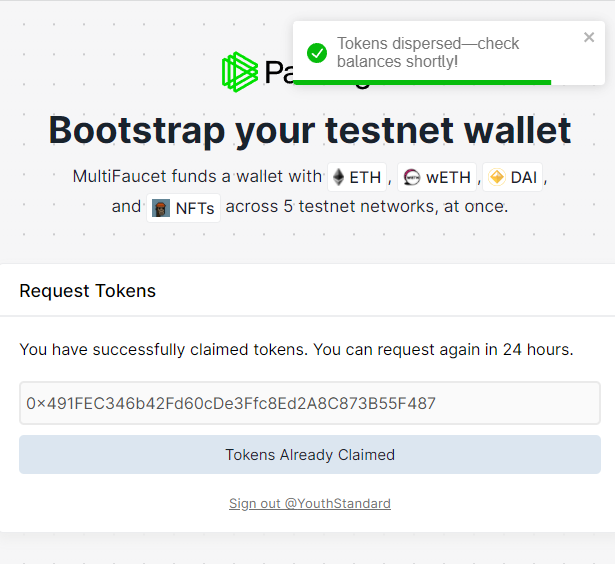 Tokens dispersed—check
balances shortly!
Bootstrap your testnet wallet
MultiFaucet funds a wallet with ETH, wETH, DAI,
and NFTs across 5 testnet networks, at once.
Request Tokens
You have successfully claimed tokens. You can request again in 24 hours.
0x491FEC346b42Fd60cDe3Ffc8Ed2A8C873B55F487
Tokens Already Claimed
Sign out @YouthStandard